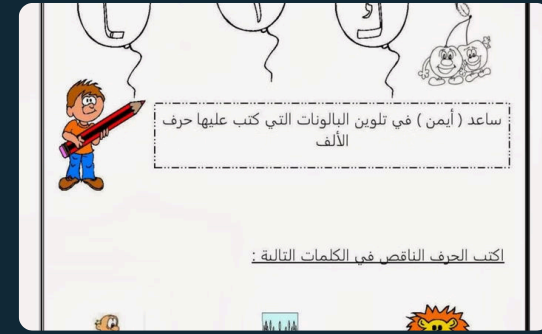 ساعد ( أيمن ) في تلوين البالونات التي كتب عليها حرف
الألف
اكتب الحرف الناقص في الكلمات التالية :